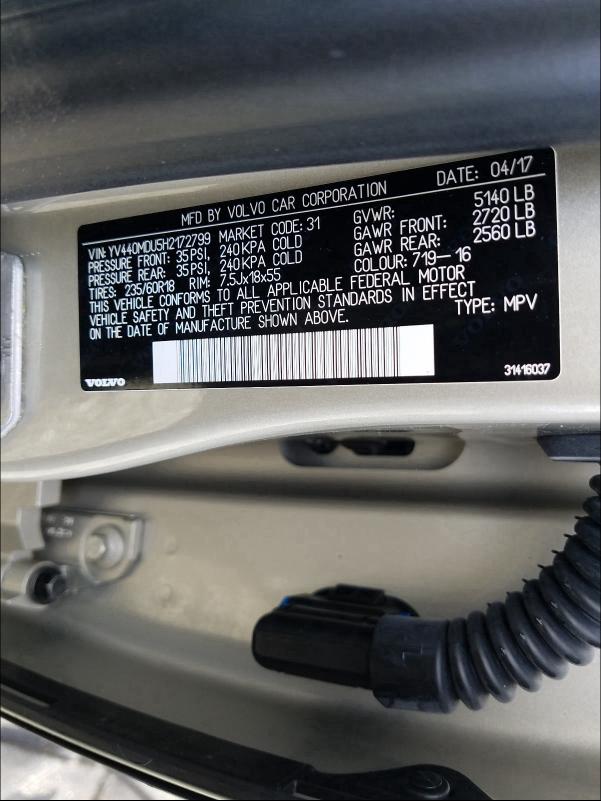 MFD BY VOLVO CAR CORPORATION DATE: 04/17
VIN: YV440MDU5H2172799 MARKET CODE: 31 GVWR: 5140 LB
PRESSURE FRONT: 35 PSI, 240 KPA COLD GAWR FRONT: 2720 LB
PRESSURE REAR: 35 PSI, 240 KPA COLD GAWR REAR: 2560 LB
TIRES: 235/60R18 RIM: 7.5Jx18x55 COLOUR: 719-16
THIS VEHICLE CONFORMS TO ALL APPLICABLE FEDERAL MOTOR
VEHICLE SAFETY AND THEFT PREVENTION STANDARDS IN EFFECT
ON THE DATE OF MANUFACTURE SHOWN ABOVE. TYPE: MPV
VOLVO 31416037